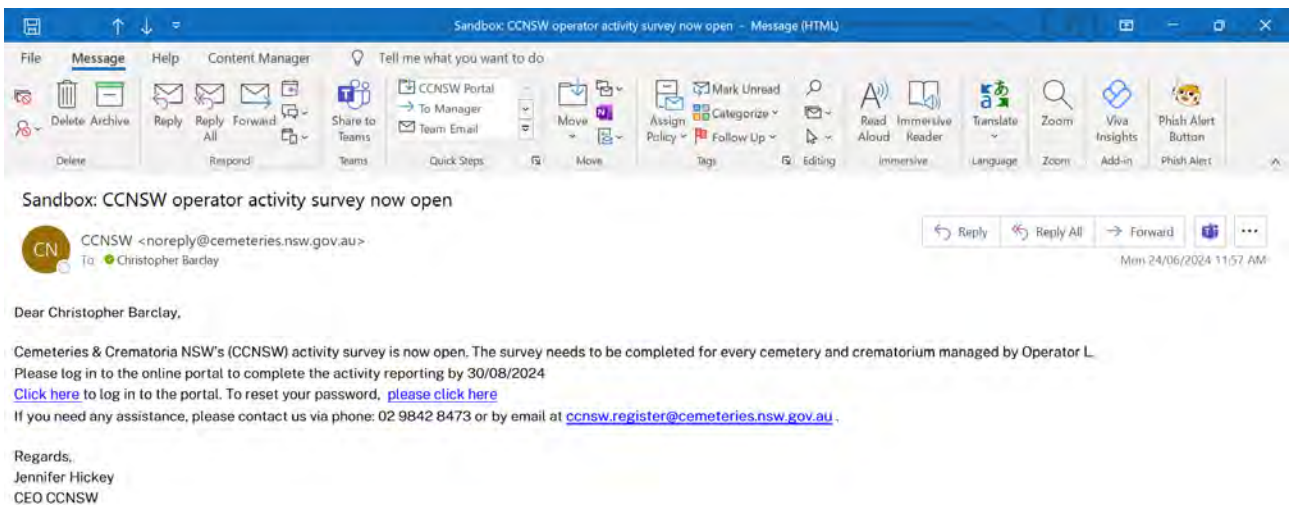 Sandbox: CCNSW operator activity survey now open - Message (HTML)
File Message Help Content Manager Tell me what you want to do
Delete Archive
Reply Reply All Forward
Share to Teams
CCNSW Portal
To Manager
Team Email
Move
Assign Policy
Mark Unread
Categorize
Follow Up
Read Aloud
Immersive Reader
Translate
Zoom
Viva Insights
Phish Alert Button
Delete Respond Teams Quick Steps Move Tags Editing Immersive Language Zoom Add-in Phish Alert
Sandbox: CCNSW operator activity survey now open
CN
CCNSW <noreply@cemeteries.nsw.gov.au>
To Christopher Barclay
Reply Reply All Forward
Mon 24/06/2024 11:57 AM
Dear Christopher Barclay,
Cemeteries & Crematoria NSW's (CCNSW) activity survey is now open. The survey needs to be completed for every cemetery and crematorium managed by Operator L.
Please log in to the online portal to complete the activity reporting by 30/08/2024
Click here to log in to the portal. To reset your password, please click here
If you need any assistance, please contact us via phone: 02 9842 8473 or by email at ccnsw.register@cemeteries.nsw.gov.au .
Regards,
Jennifer Hickey
CEO CCNSW